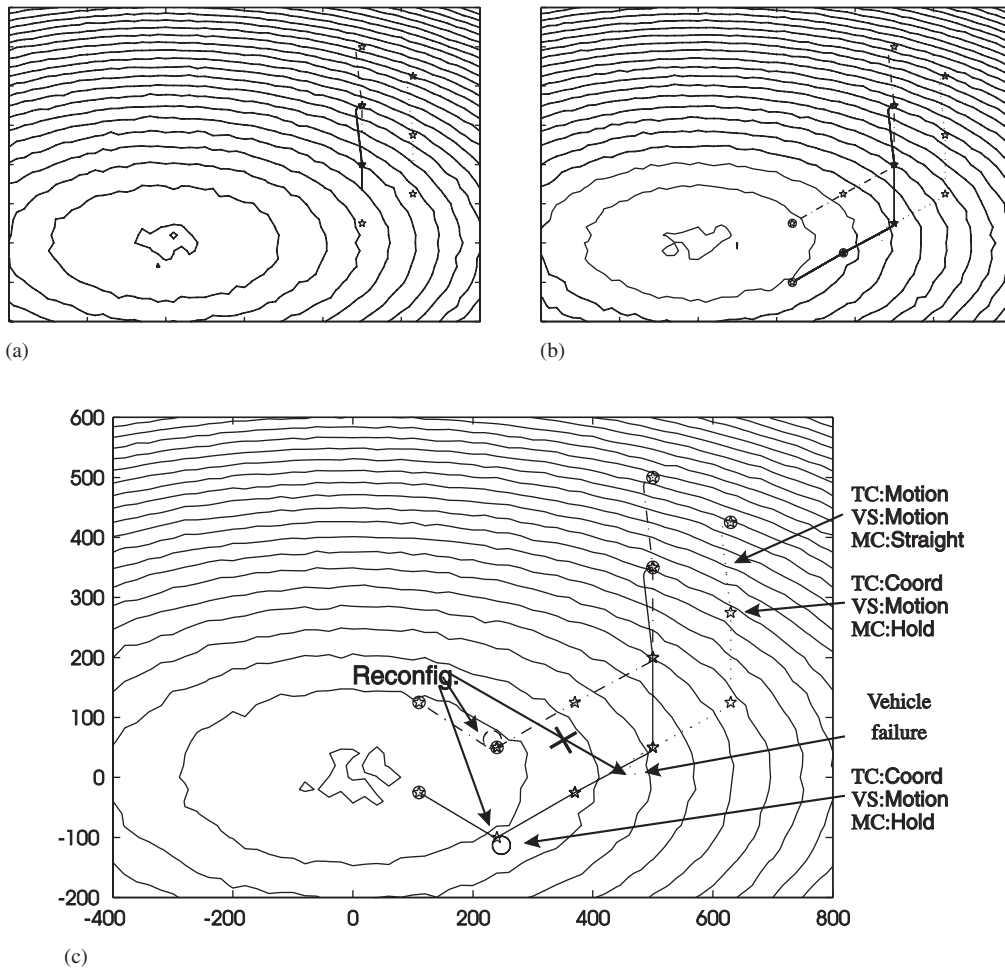 (a)
(b)
600
500
400
300
200
100
0
-100
-200
-400
-200
0
200
400
600
800
Reconfig.
TC:Motion
VS:Motion
MC:Straight
TC:Coord
VS:Motion
MC:Hold
Vehicle
failure
TC:Coord
VS:Motion
MC:Hold
(c)